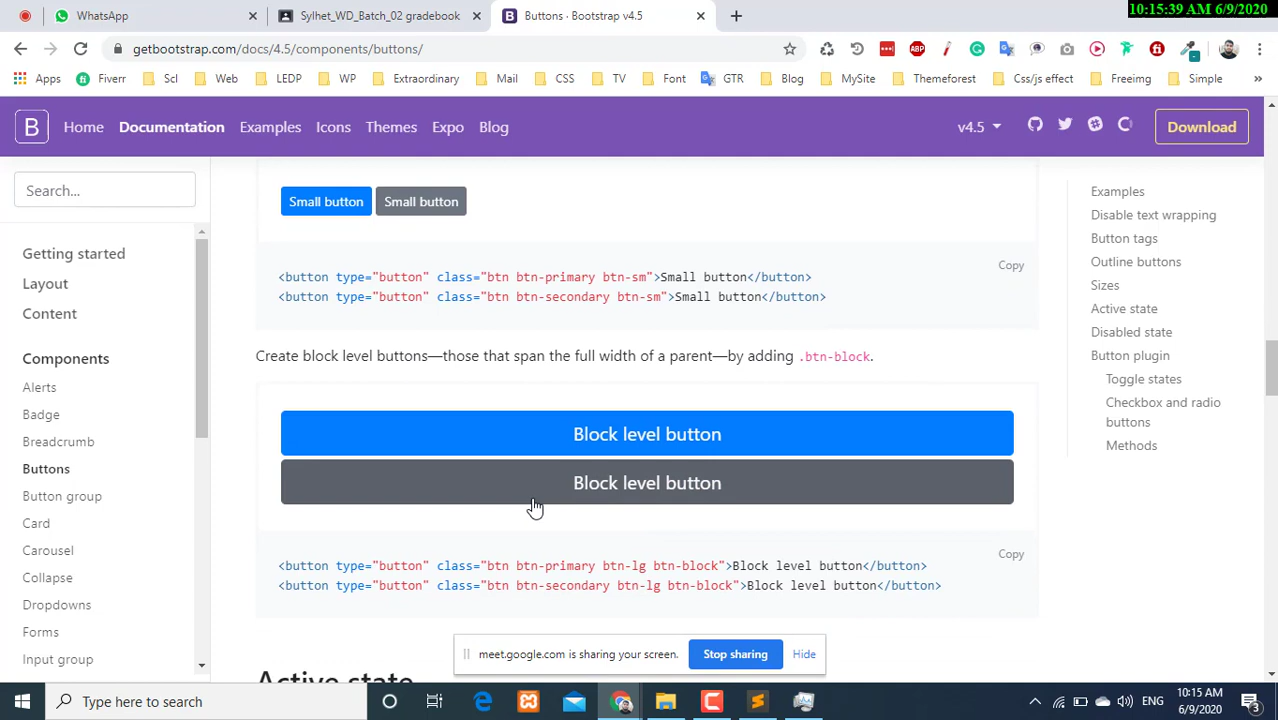 WhatsApp
Sylhet_WD_Batch_02 gradebook
Buttons · Bootstrap v4.5
10:15:39 AM 6/9/2020
getbootstrap.com/docs/4.5/components/buttons/
Apps
Fiverr
Scl
Web
LEDP
WP
Extraordinary
Mail
CSS
TV
Font
GTR
Blog
MySite
Themeforest
Css/js effect
Freeimg
Simple
»
B
Home
Documentation
Examples
Icons
Themes
Expo
Blog
v4.5
Download
Search...
Getting started
Layout
Content
Components
Alerts
Badge
Breadcrumb
Buttons
Button group
Card
Carousel
Collapse
Dropdowns
Forms
Input group
Small button
Small button
Copy
<button type="button" class="btn btn-primary btn-sm">Small button</button>
<button type="button" class="btn btn-secondary btn-sm">Small button</button>
Create block level buttons—those that span the full width of a parent—by adding .btn-block.
Block level button
Block level button
Copy
<button type="button" class="btn btn-primary btn-lg btn-block">Block level button</button>
<button type="button" class="btn btn-secondary btn-lg btn-block">Block level button</button>
Active state
Examples
Disable text wrapping
Button tags
Outline buttons
Sizes
Active state
Disabled state
Button plugin
Toggle states
Checkbox and radio
buttons
Methods
meet.google.com is sharing your screen.
Stop sharing
Hide
Type here to search
ENG
10:15 AM
6/9/2020
3